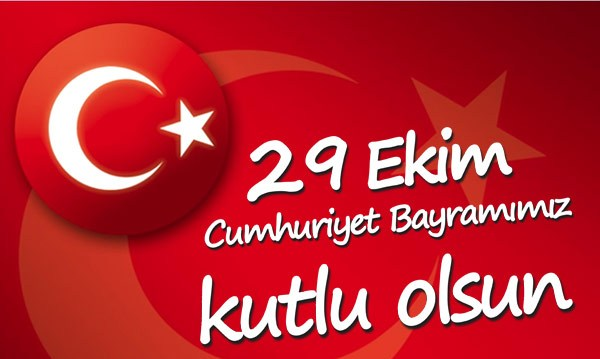 29 Ekim
Cumhuriyet Bayramımız
kutlu olsun